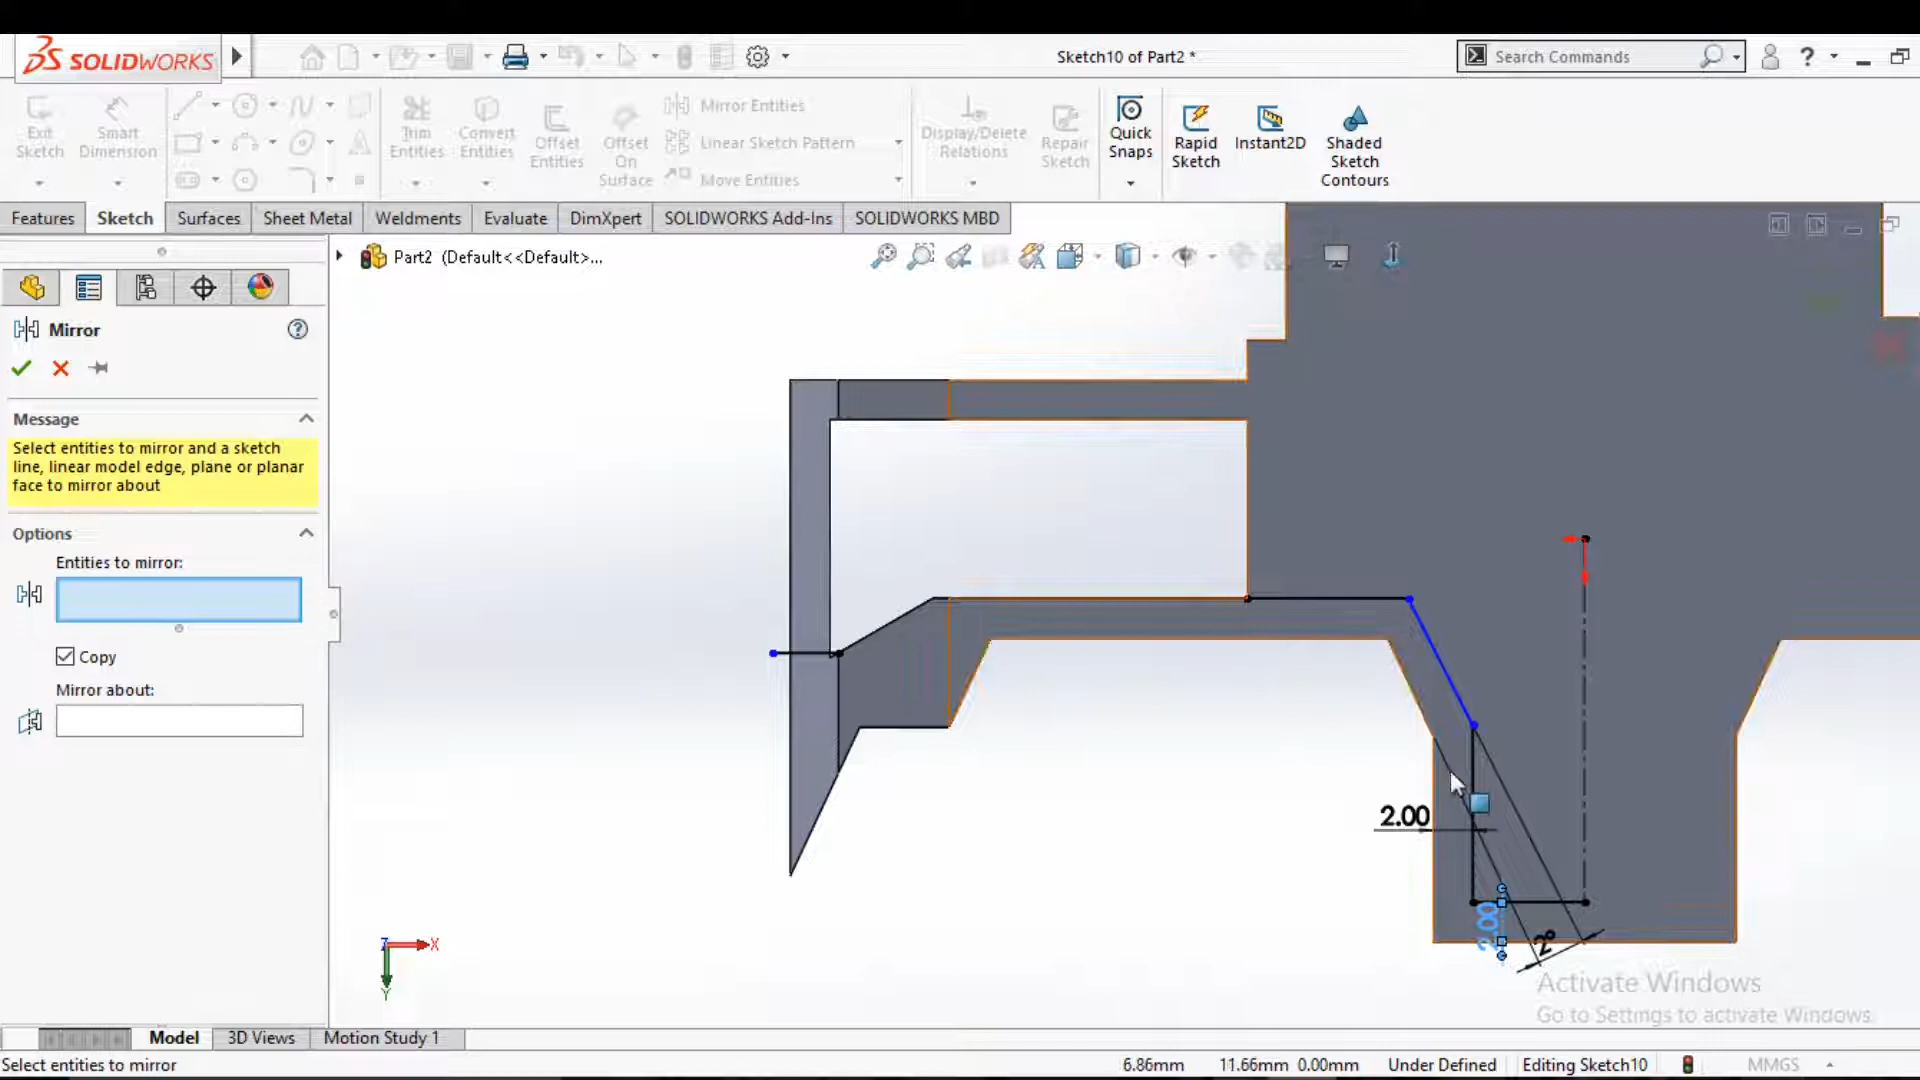 SOLIDWORKS
Sketch10 of Part2 *
Search Commands
?
Exit Sketch
Smart Dimension
Trim Entities
Convert Entities
Offset Entities
Offset On Surface
Mirror Entities
Linear Sketch Pattern
Move Entities
Display/Delete Relations
Repair Sketch
Quick Snaps
Rapid Sketch
Instant2D
Shaded Sketch Contours
Features
Sketch
Surfaces
Sheet Metal
Weldments
Evaluate
DimXpert
SOLIDWORKS Add-Ins
SOLIDWORKS MBD
Part2 (Default<<Default>...
Mirror
?
Message
Select entities to mirror and a sketch
line, linear model edge, plane or planar
face to mirror about
Options
Entities to mirror:
Copy
Mirror about:
2.00
2.00
2°
Z
X
Y
Activate Windows
Go to Settings to activate Windows.
Model
3D Views
Motion Study 1
Select entities to mirror
6.86mm 11.66mm 0.00mm Under Defined Editing Sketch10 MMGS